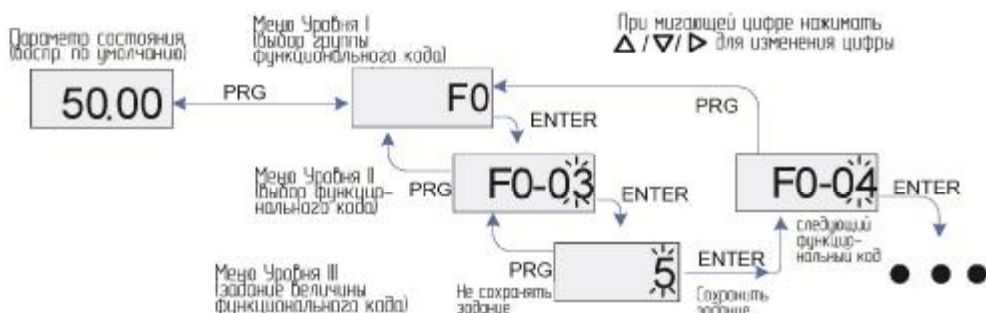 Параметр состояния,
(воспр. по умолчанию)
50.00
PRG
Меню Уровня I
(выбор группы
функционального кода)
F0
ENTER
При мигающей цифре нажимать
△ / ▽ / ▷ для изменения цифры
PRG
Меню Уровня II
(выбор функцио-
нального кода)
PRG
F0-03
ENTER
F0-04
ENTER
следующий
функцио-
нальный код
Меню Уровня III
(задание величины
функционального кода)
PRG
Не сохранять
задание
5
ENTER
Сохранить
задание
● ● ●